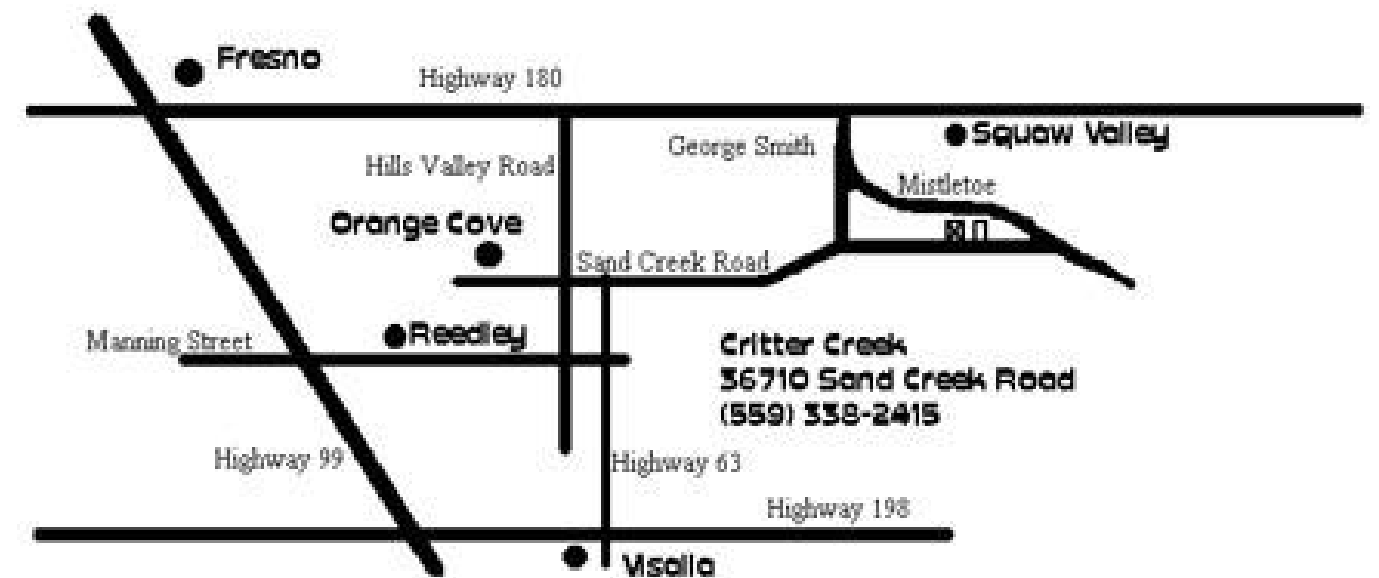 Fresno
Highway 180
Squaw Valley
George Smith
Hills Valley Road
Mistletoe
Orange Cove
Sand Creek Road
Reedley
Manning Street
Critter Creek
36710 Sand Creek Road
(559) 338-2415
Highway 99
Highway 63
Highway 198
Visalia